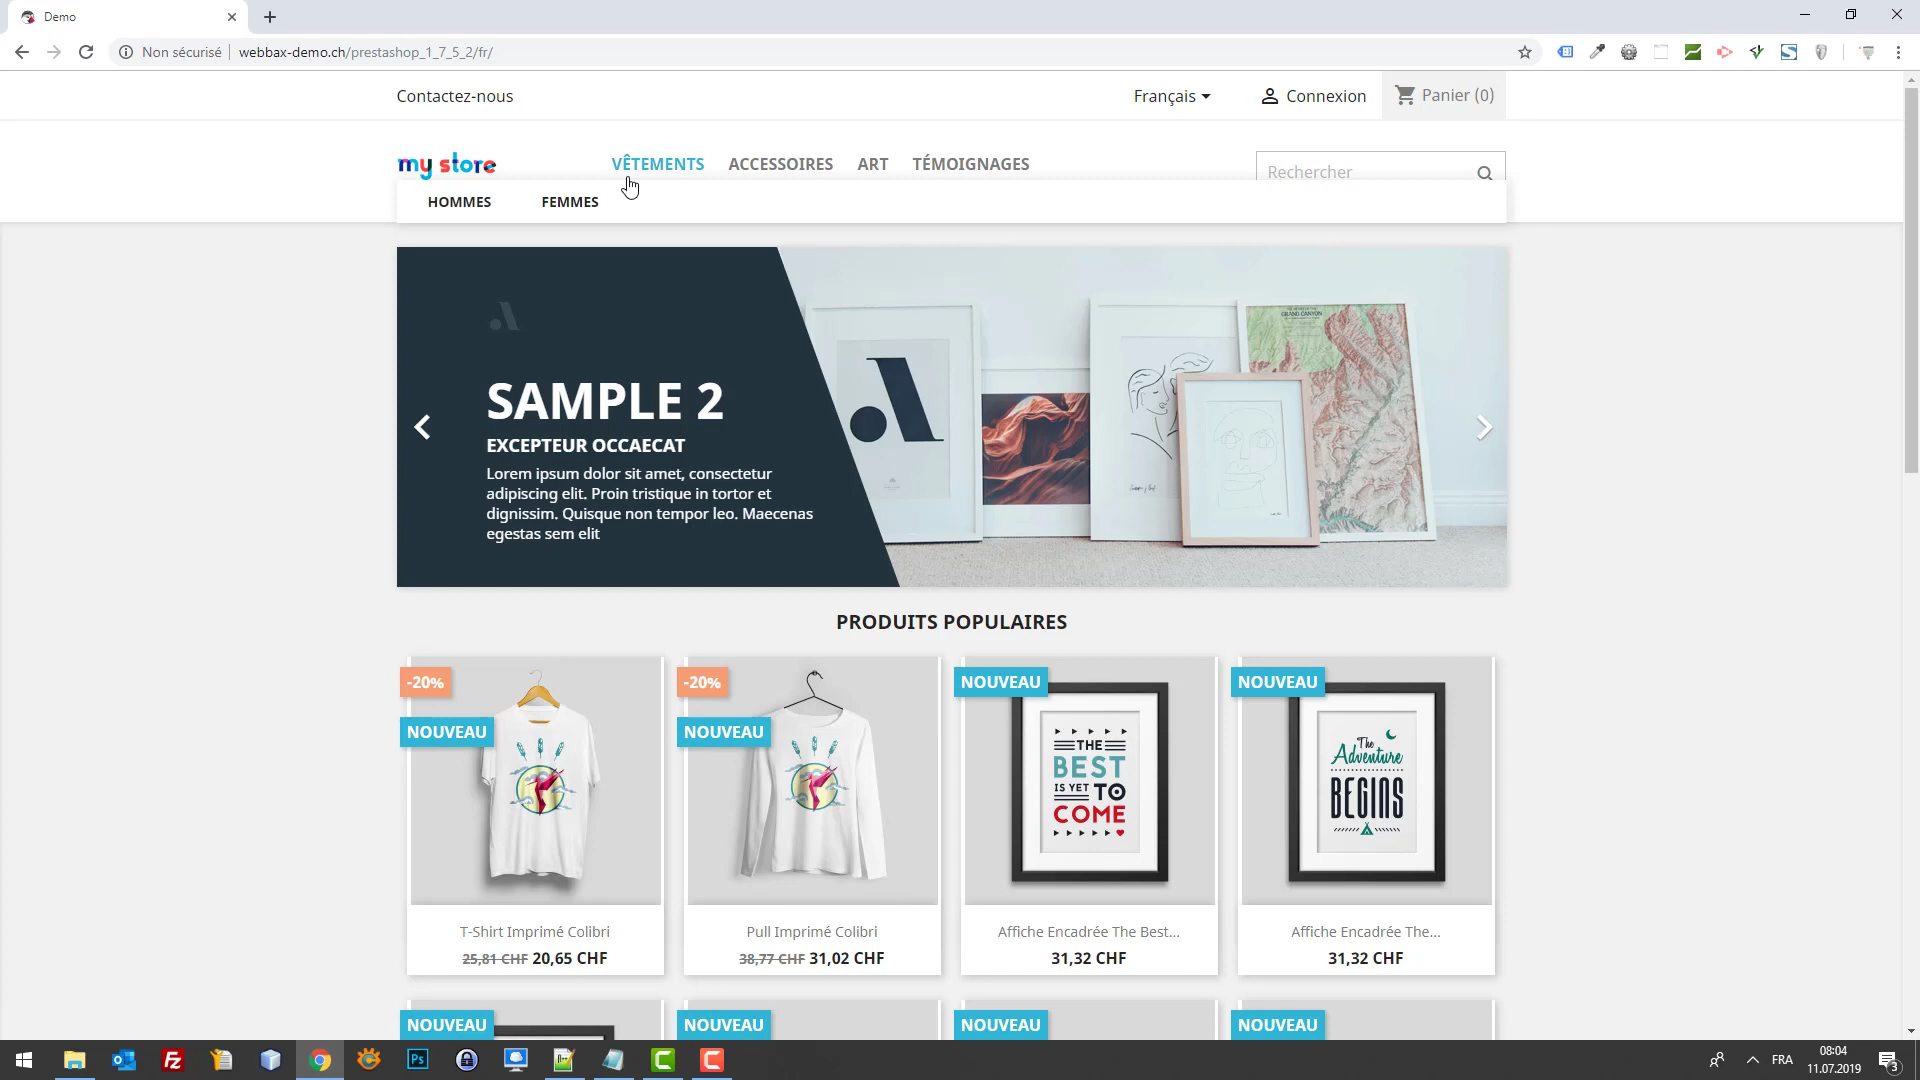 Demo
Non sécurisé
webbax-demo.ch/prestashop_1_7_5_2/fr/
Contactez-nous
Français
Connexion
Panier (0)
my store
VÊTEMENTS
ACCESSOIRES
ART
TÉMOIGNAGES
Rechercher
HOMMES
FEMMES
SAMPLE 2
EXCEPTEUR OCCAECAT
Lorem ipsum dolor sit amet, consectetur
adipiscing elit. Proin tristique in tortor et
dignissim. Quisque non tempor leo. Maecenas
egestas sem elit
GRAND CANYON
PRODUITS POPULAIRES
-20%
NOUVEAU
T-Shirt Imprimé Colibri
25,81 CHF 20,65 CHF
-20%
NOUVEAU
Pull Imprimé Colibri
38,77 CHF 31,02 CHF
NOUVEAU
THE
BEST
IS YET TO
COME
Affiche Encadrée The Best...
31,32 CHF
NOUVEAU
The
Adventure
BEGINS
Affiche Encadrée The...
31,32 CHF
NOUVEAU
NOUVEAU
NOUVEAU
NOUVEAU
Ps
FRA
08:04
11.07.2019
3